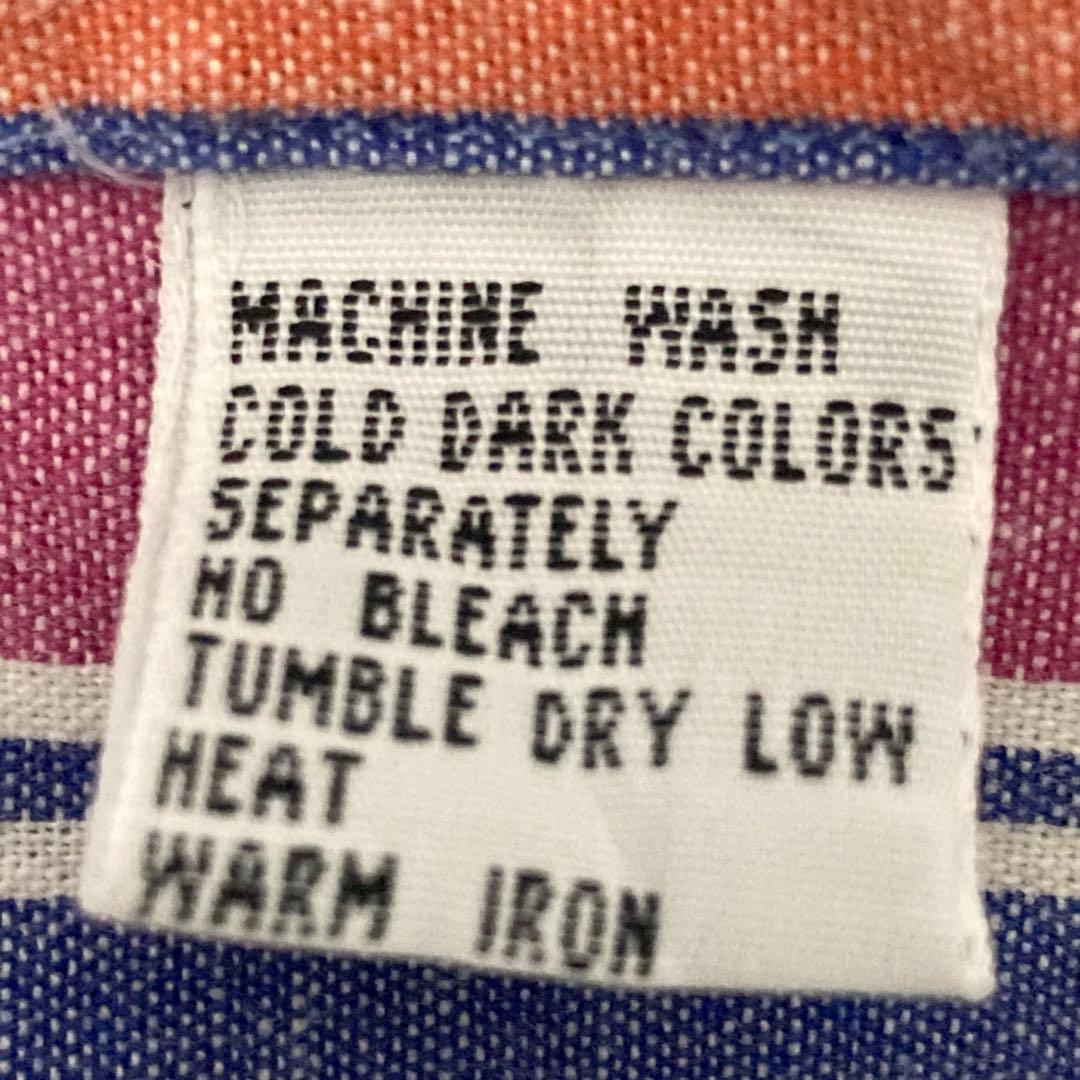 MACHINE WASH
COLD DARK COLORS
SEPARATELY
NO BLEACH
TUMBLE DRY LOW
HEAT
WARM IRON